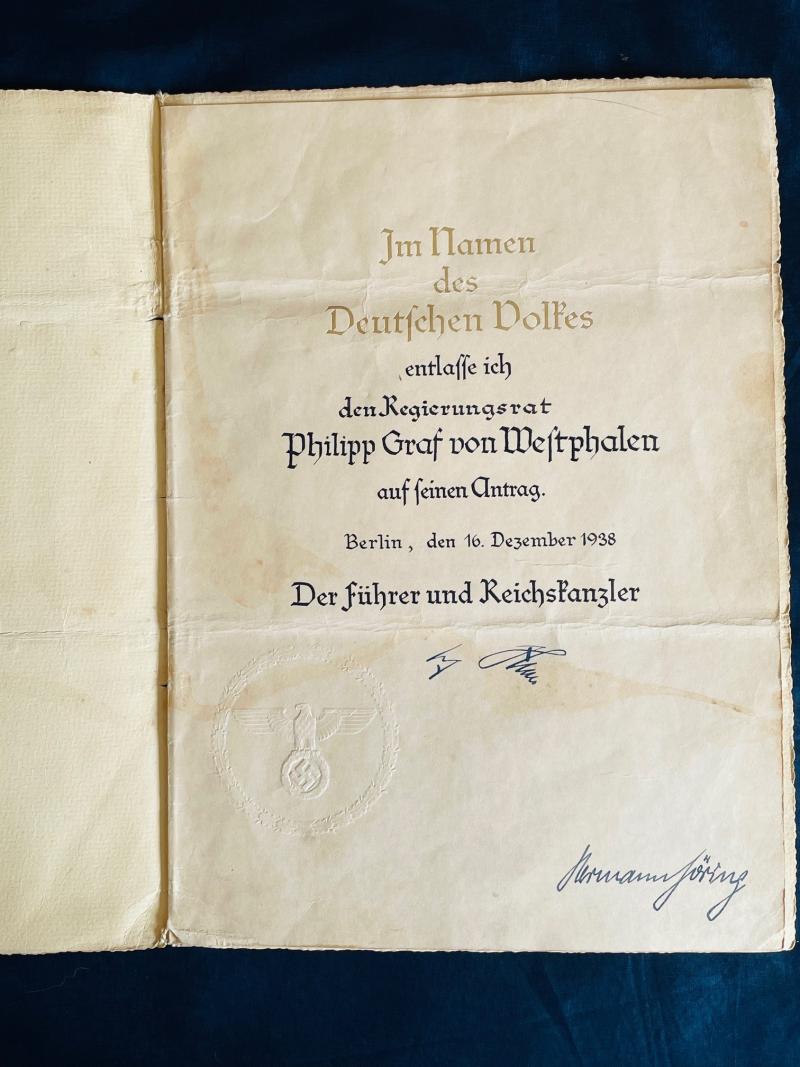 Im Namen
des
Deutſchen Volkes
entlaſſe ich
den Regierungsrat
Philipp Graf von Weſtphalen
auf ſeinen Antrag.
Berlin, den 16. Dezember 1938
Der Führer und Reichskanzler
Hermann Göring